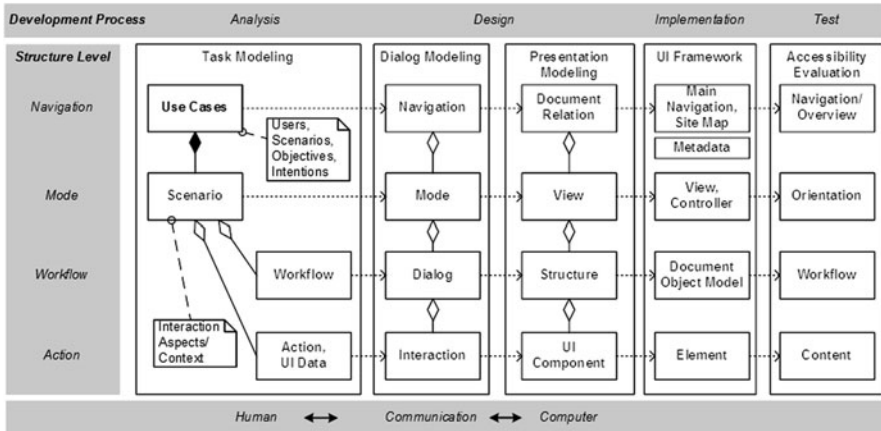 Development Process Analysis Design Implementation Test
Structure Level Task Modeling Dialog Modeling Presentation Modeling UI Framework Accessibility Evaluation
Navigation
Use Cases
Users,
Scenarios,
Objectives,
Intentions
Navigation
Document
Relation
Main
Navigation,
Site Map
Metadata
Navigation/
Overview
Mode
Scenario
Mode
View
View,
Controller
Orientation
Workflow
Workflow
Dialog
Structure
Document
Object Model
Workflow
Interaction
Aspects/
Context
Action
Action,
UI Data
Interaction
UI
Component
Element
Content
Human Communication Computer